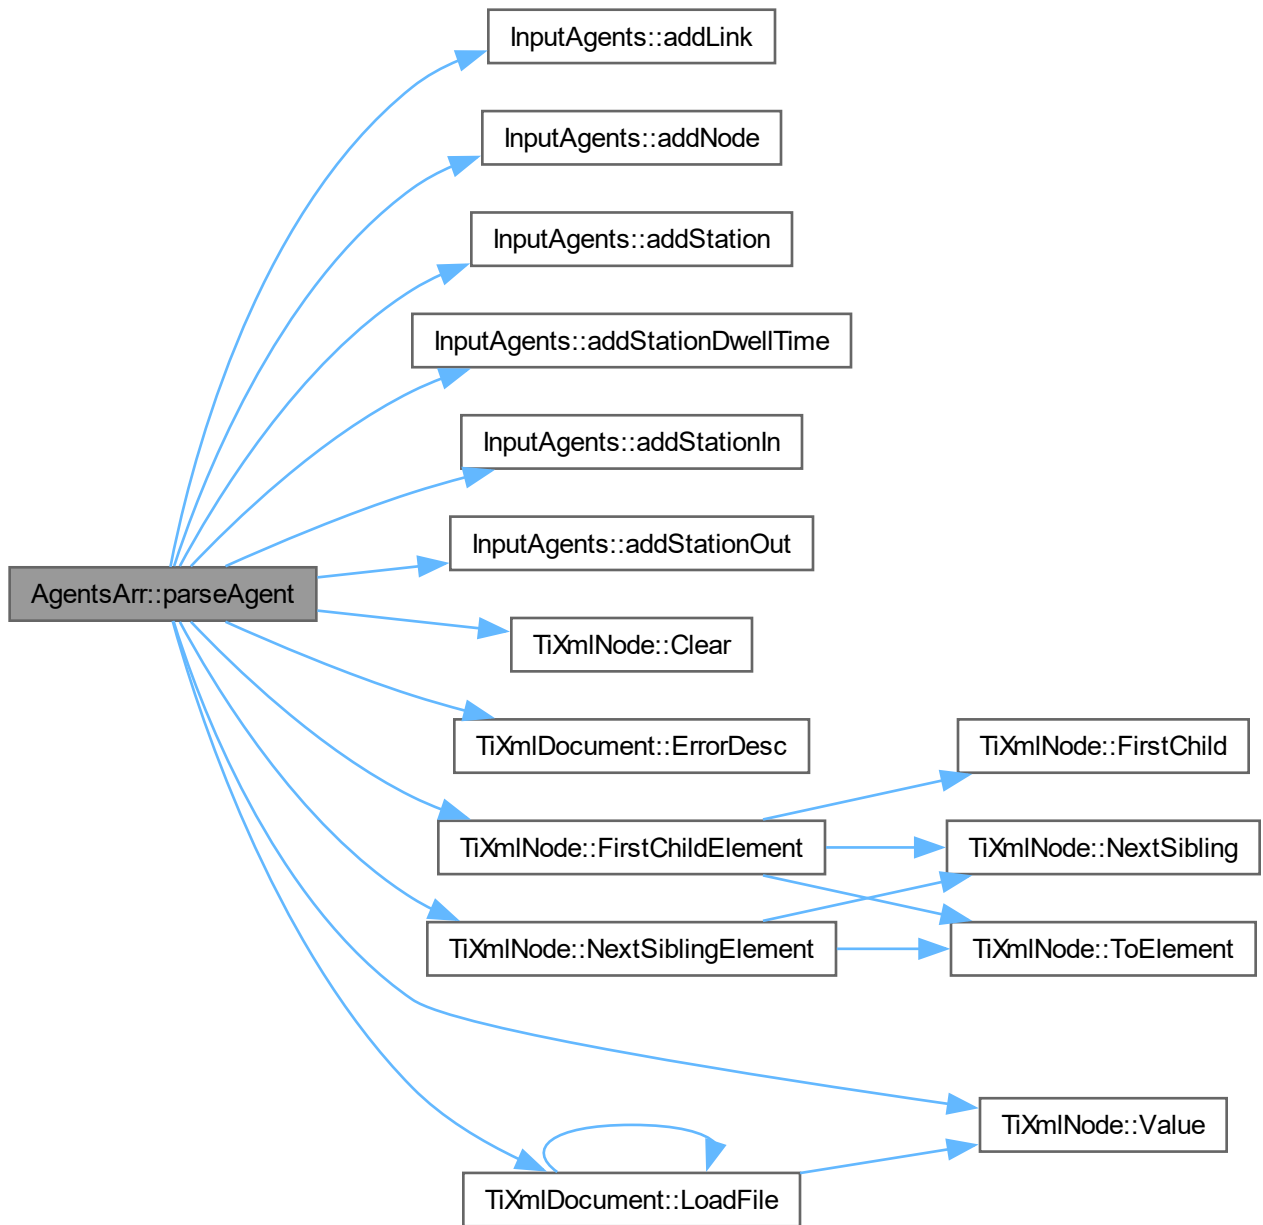 InputAgents::addLink
InputAgents::addNode
InputAgents::addStation
InputAgents::addStationDwellTime
InputAgents::addStationIn
InputAgents::addStationOut
AgentsArr::parseAgent
TiXmlNode::Clear
TiXmlDocument::ErrorDesc
TiXmlNode::FirstChild
TiXmlNode::FirstChildElement
TiXmlNode::NextSibling
TiXmlNode::NextSiblingElement
TiXmlNode::ToElement
TiXmlNode::Value
TiXmlDocument::LoadFile